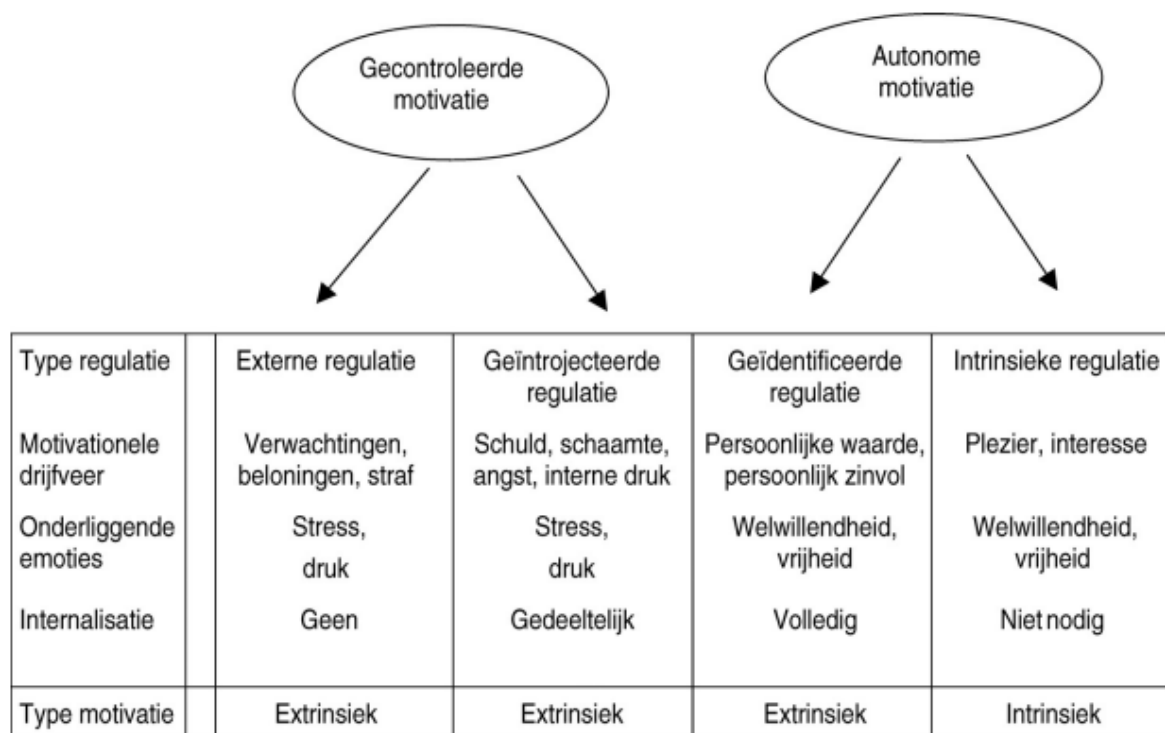 Gecontroleerde
motivatie
Autonome
motivatie
Type regulatie Externe regulatie Geïntrojecteerde regulatie Geïdentificeerde regulatie Intrinsieke regulatie
Motivationele drijfveer Verwachtingen, beloningen, straf Schuld, schaamte, angst, interne druk Persoonlijke waarde, persoonlijk zinvol Plezier, interesse
Onderliggende emoties Stress, druk Stress, druk Welwillendheid, vrijheid Welwillendheid, vrijheid
Internalisatie Geen Gedeeltelijk Volledig Niet nodig
Type motivatie Extrinsiek Extrinsiek Extrinsiek Intrinsiek